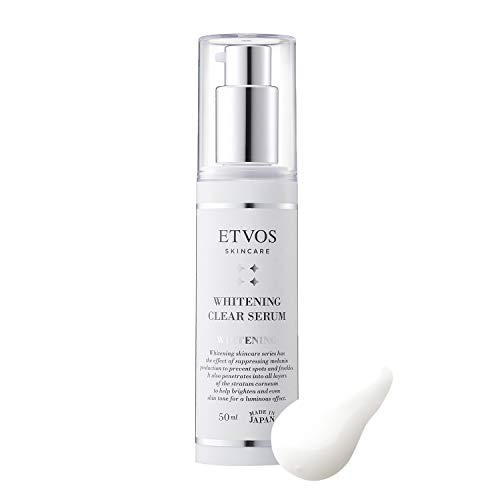 ETVOS
SKINCARE
WHITENING
CLEAR SERUM
WHITENING
Whitening skincare series has
the effect of suppressing melanin
production to prevent spots and freckles.
It also penetrates into all layers
of the stratum corneum
to help brighten and even
skin tone for a luminous effect.
50ml
MADE IN
JAPAN